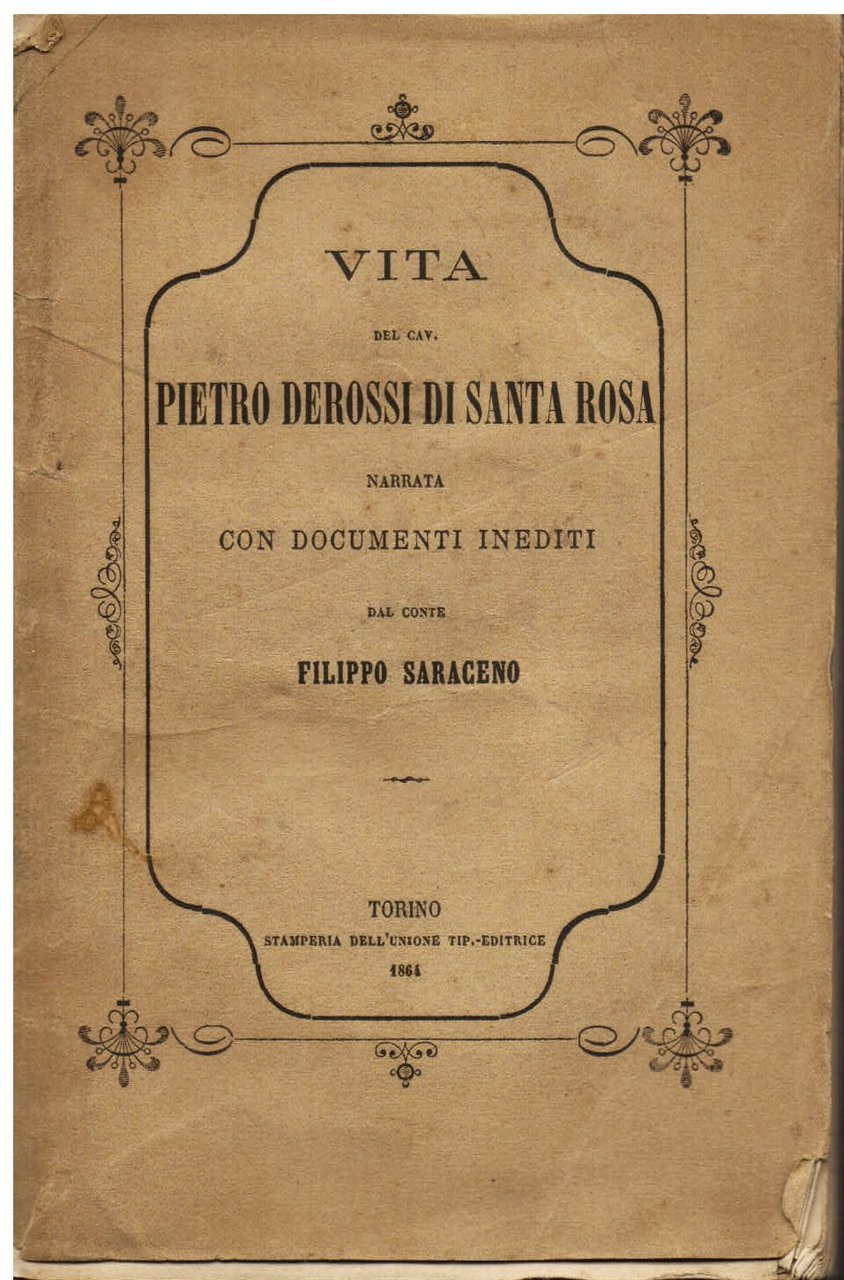 VITA
DEL CAV.
PIETRO DEROSSI DI SANTA ROSA
NARRATA
CON DOCUMENTI INEDITI
DAL CONTE
FILIPPO SARACENO
TORINO
STAMPERIA DELL'UNIONE TIP.-EDITRICE
1864